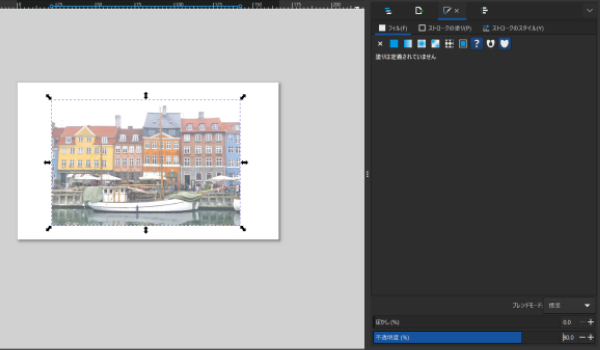 フィル(F)
ストロークの塗り(P)
ストロークのスタイル(Y)
塗りは定義されていません
ブレンドモード: 標準
ぼかし (%) 0.0
不透明度 (%) 80.0